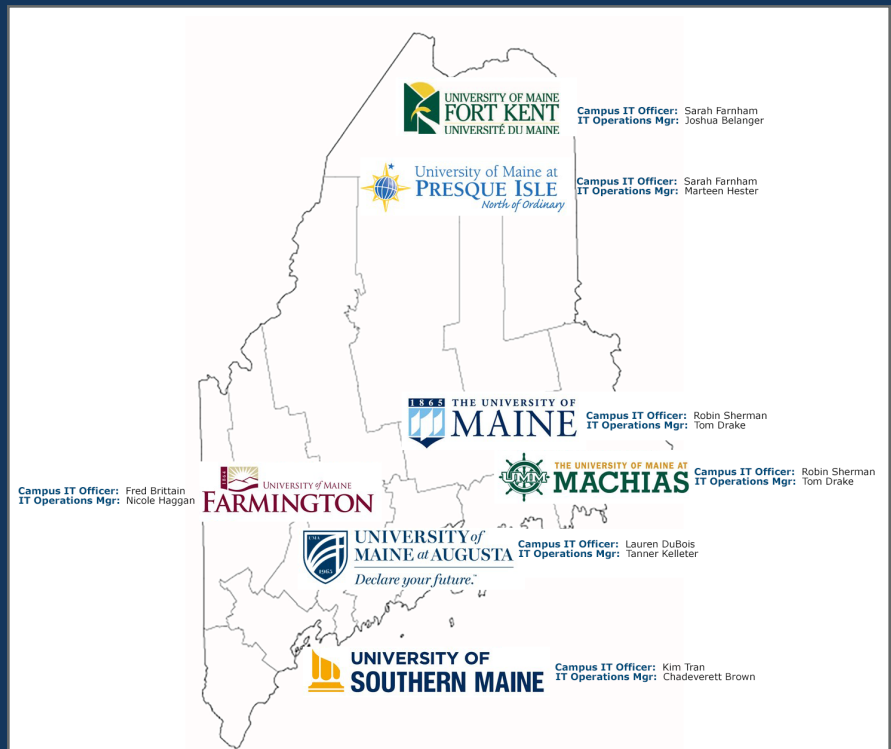 UNIVERSITY OF MAINE
FORT KENT
UNIVERSITÉ DU MAINE
Campus IT Officer: Sarah Farnham
IT Operations Mgr: Joshua Belanger
University of Maine at
PRESQUE ISLE
North of Ordinary
Campus IT Officer: Sarah Farnham
IT Operations Mgr: Marteen Hester
1865 THE UNIVERSITY OF
MAINE
Campus IT Officer: Robin Sherman
IT Operations Mgr: Tom Drake
THE UNIVERSITY OF MAINE AT
UMM MACHIAS
Campus IT Officer: Robin Sherman
IT Operations Mgr: Tom Drake
Campus IT Officer: Fred Brittain
IT Operations Mgr: Nicole Haggan
UNIVERSITY of MAINE
FARMINGTON
UMA
1965
UNIVERSITY of
MAINE at AUGUSTA
Declare your future.™
Campus IT Officer: Lauren DuBois
IT Operations Mgr: Tanner Kelleter
UNIVERSITY OF
SOUTHERN MAINE
Campus IT Officer: Kim Tran
IT Operations Mgr: Chadeverett Brown